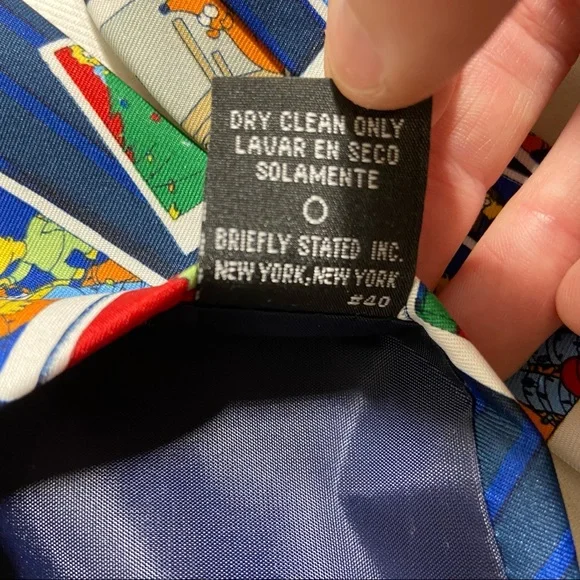 DRY CLEAN ONLY
LAVAR EN SECO
SOLAMENTE
BRIEFLY STATED INC.
NEW YORK, NEW YORK
#40